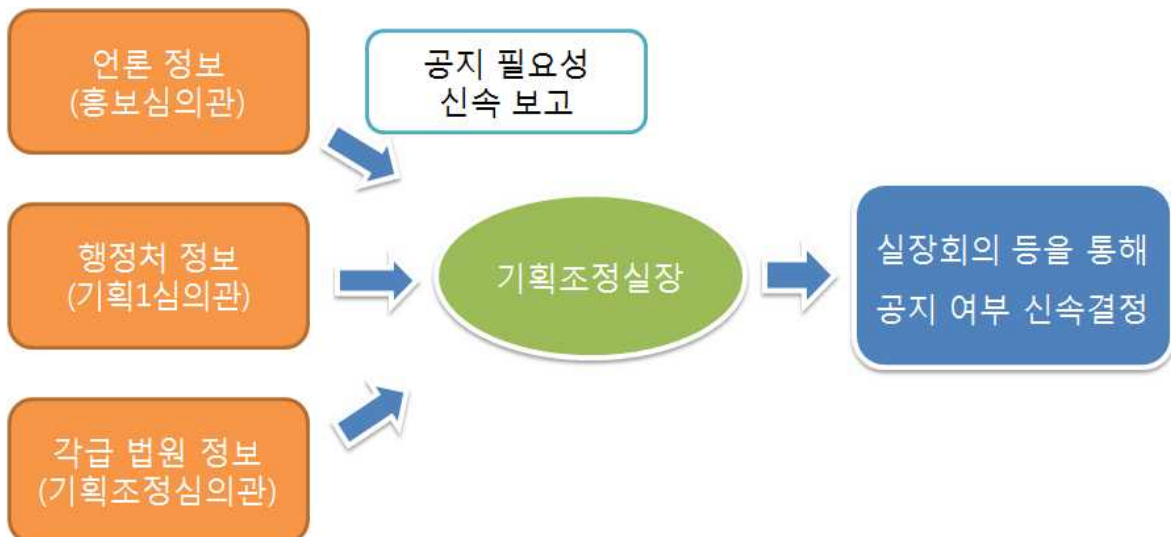 언론 정보
(홍보심의관)
공지 필요성
신속 보고
행정처 정보
(기획1심의관)
기획조정실장
실장회의 등을 통해
공지 여부 신속결정
각급 법원 정보
(기획조정심의관)